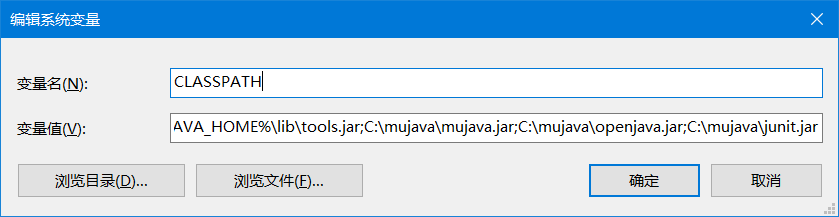 编辑系统变量
变量名(N):
CLASSPATH
变量值(V):
AVA_HOME%\lib\tools.jar;C:\mujava\mujava.jar;C:\mujava\openjava.jar;C:\mujava\junit.jar
浏览目录(D)... 浏览文件(F)... 确定 取消